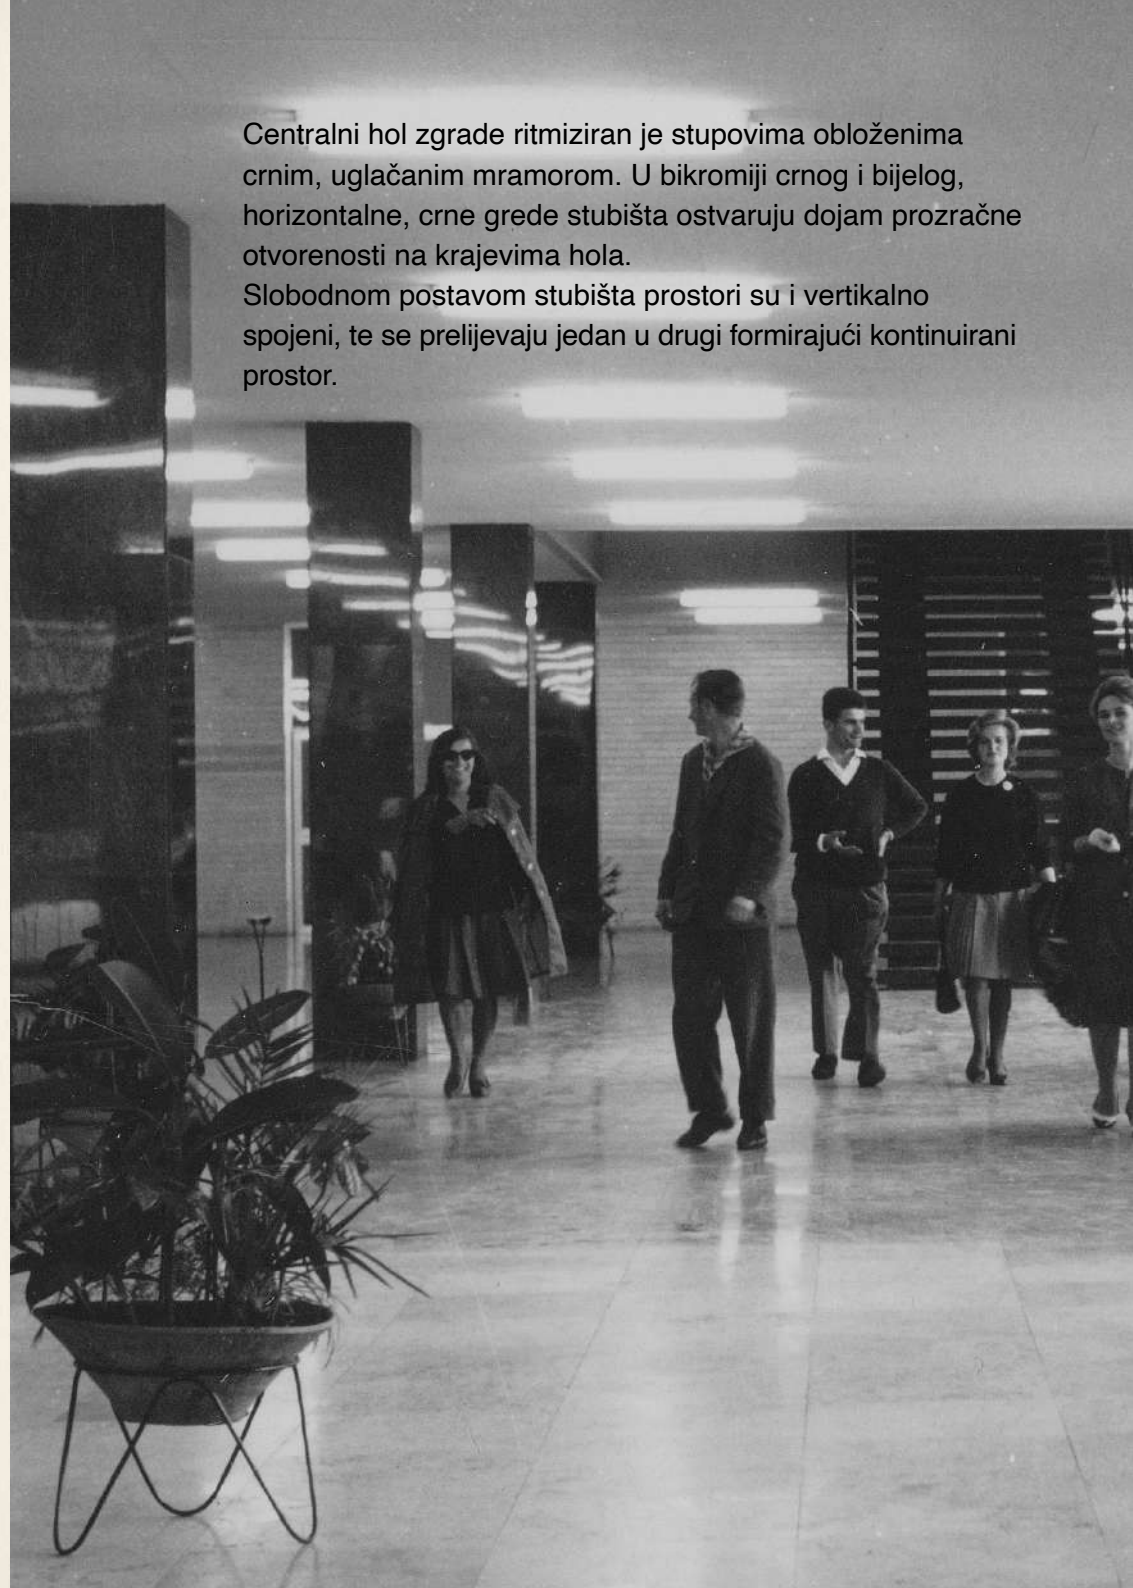 Centralni hol zgrade ritmiziran je stupovima obloženima
crnim, uglačanim mramorom. U bikromiji crnog i bijelog,
horizontalne, crne grede stubišta ostvaruju dojam prozračne
otvorenosti na krajevima hola.
Slobodnom postavom stubišta prostori su i vertikalno
spojeni, te se prelijevaju jedan u drugi formirajući kontinuirani
prostor.